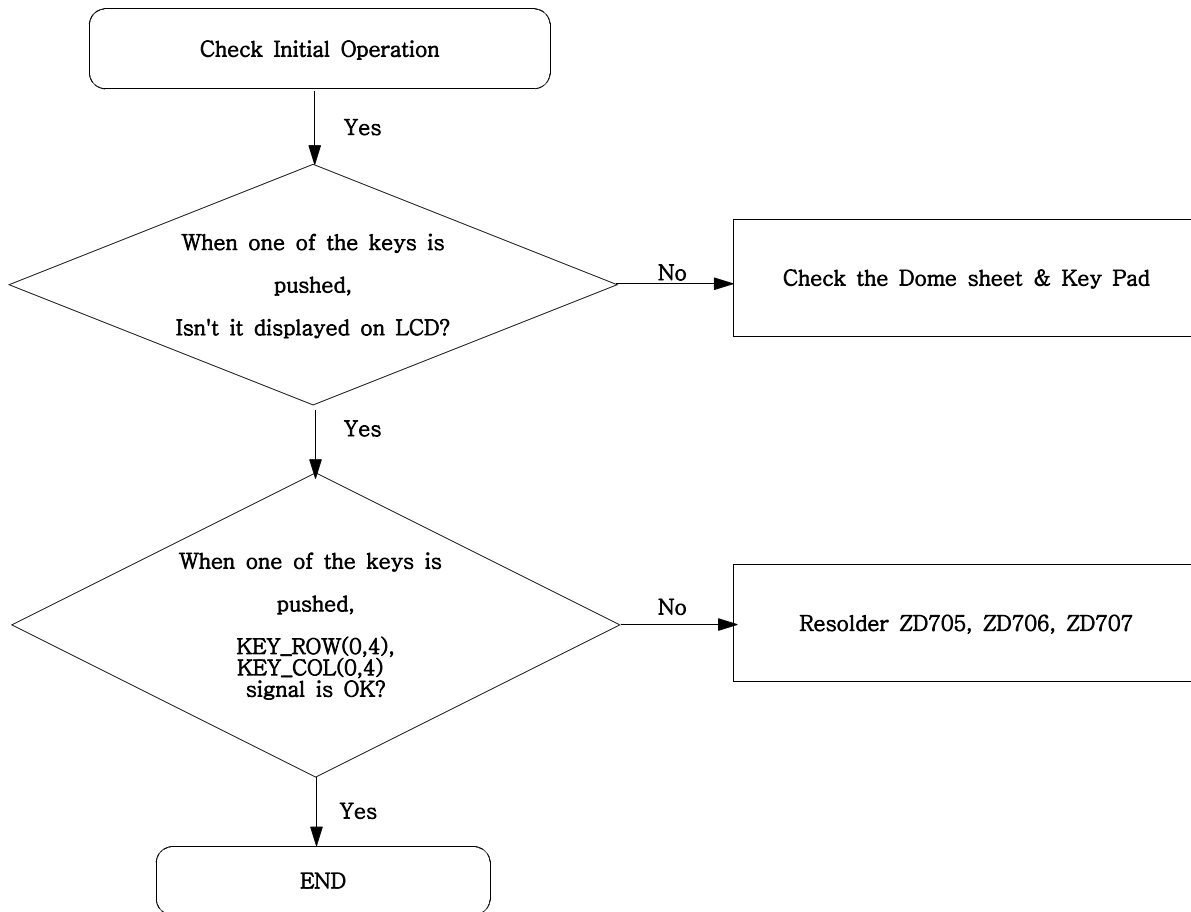 Check Initial Operation
Yes
When one of the keys is
pushed,
Isn't it displayed on LCD?
No
Check the Dome sheet & Key Pad
Yes
When one of the keys is
pushed,
KEY_ROW(0,4),
KEY_COL(0,4)
signal is OK?
No
Resolder ZD705, ZD706, ZD707
Yes
END